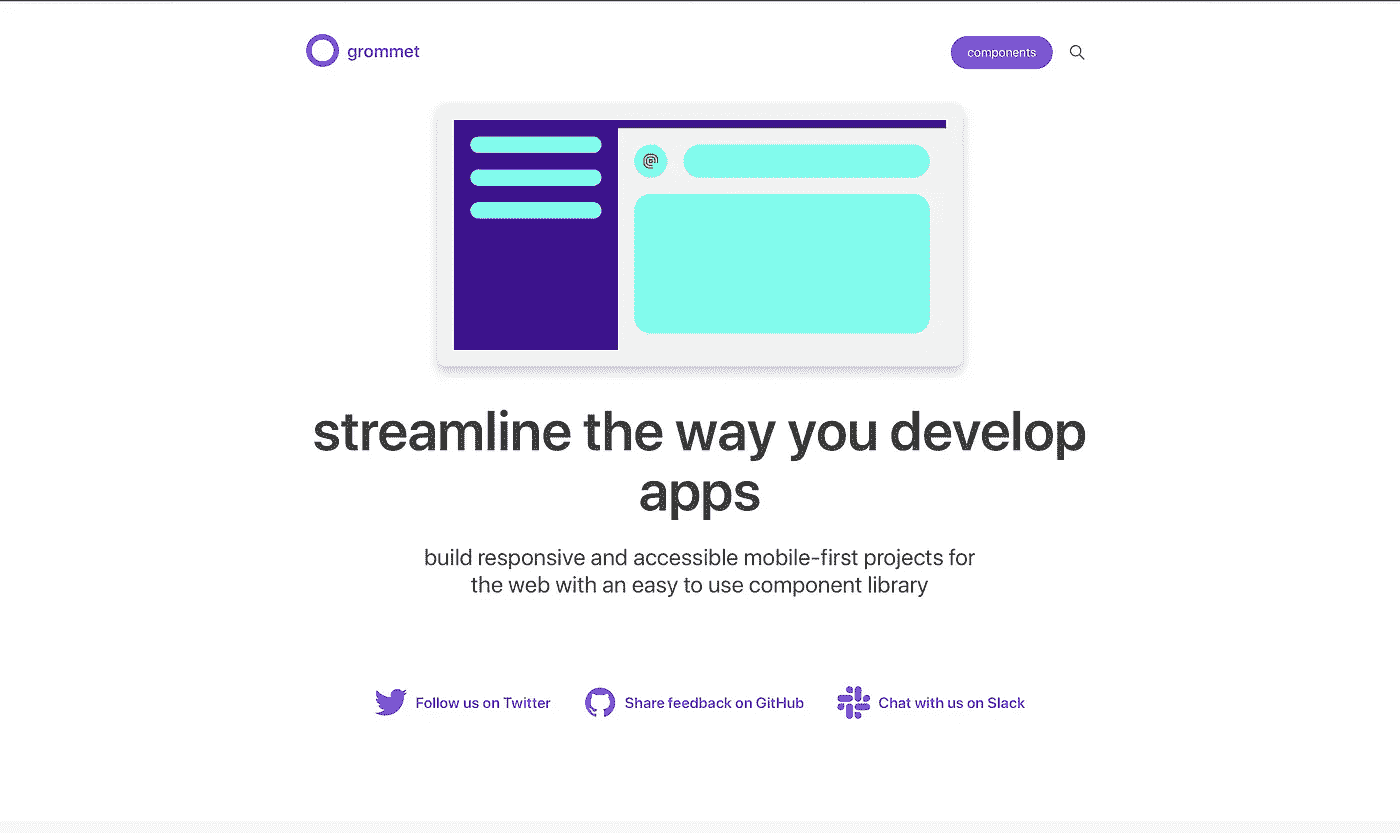 grommet
components
streamline the way you develop
apps
build responsive and accessible mobile-first projects for
the web with an easy to use component library
Follow us on Twitter
Share feedback on GitHub
Chat with us on Slack